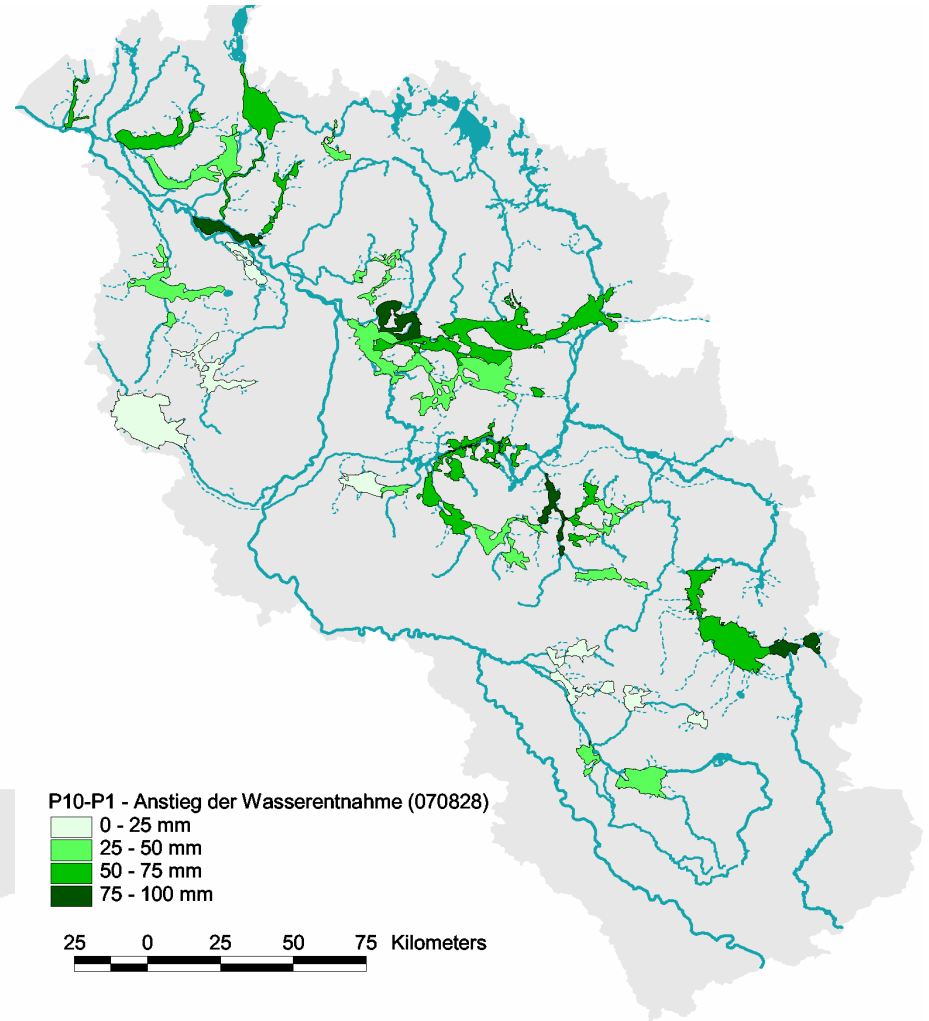 P10-P1 - Anstieg der Wasserentnahme (070828)
0 - 25 mm
25 - 50 mm
50 - 75 mm
75 - 100 mm
25 0 25 50 75 Kilometers